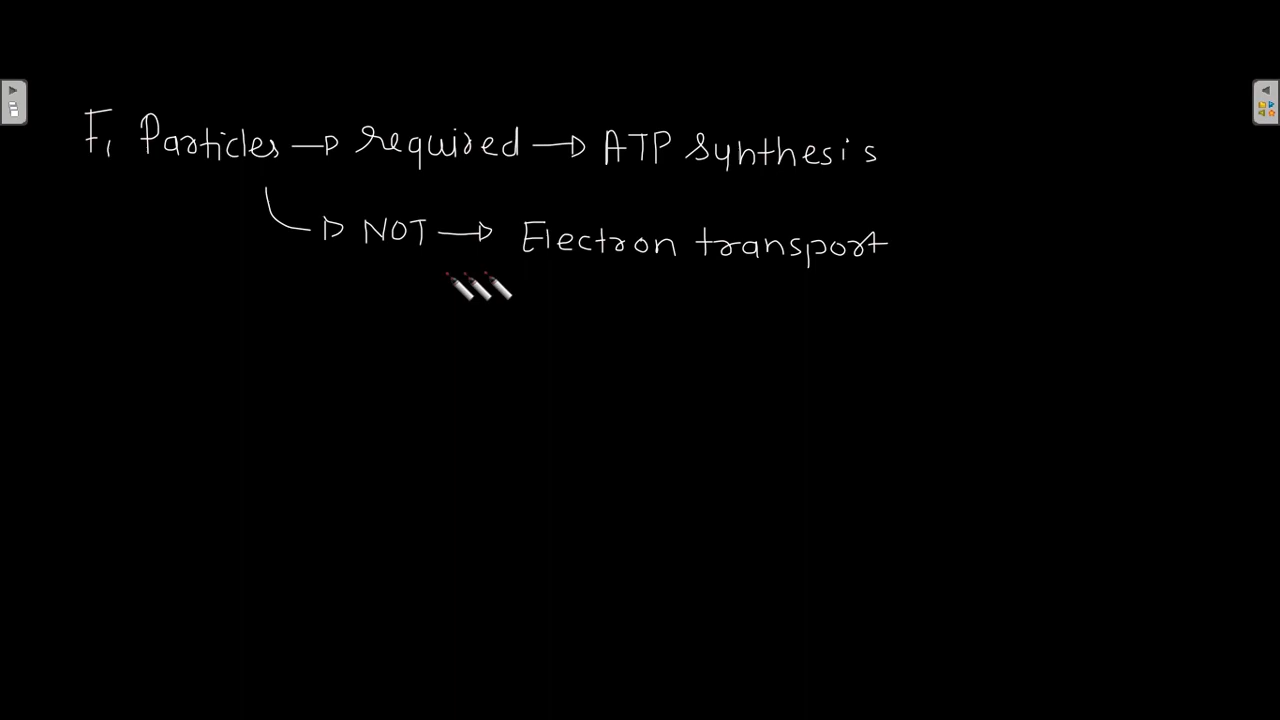 F₁ Particles → required → ATP synthesis
→ NOT → Electron transport